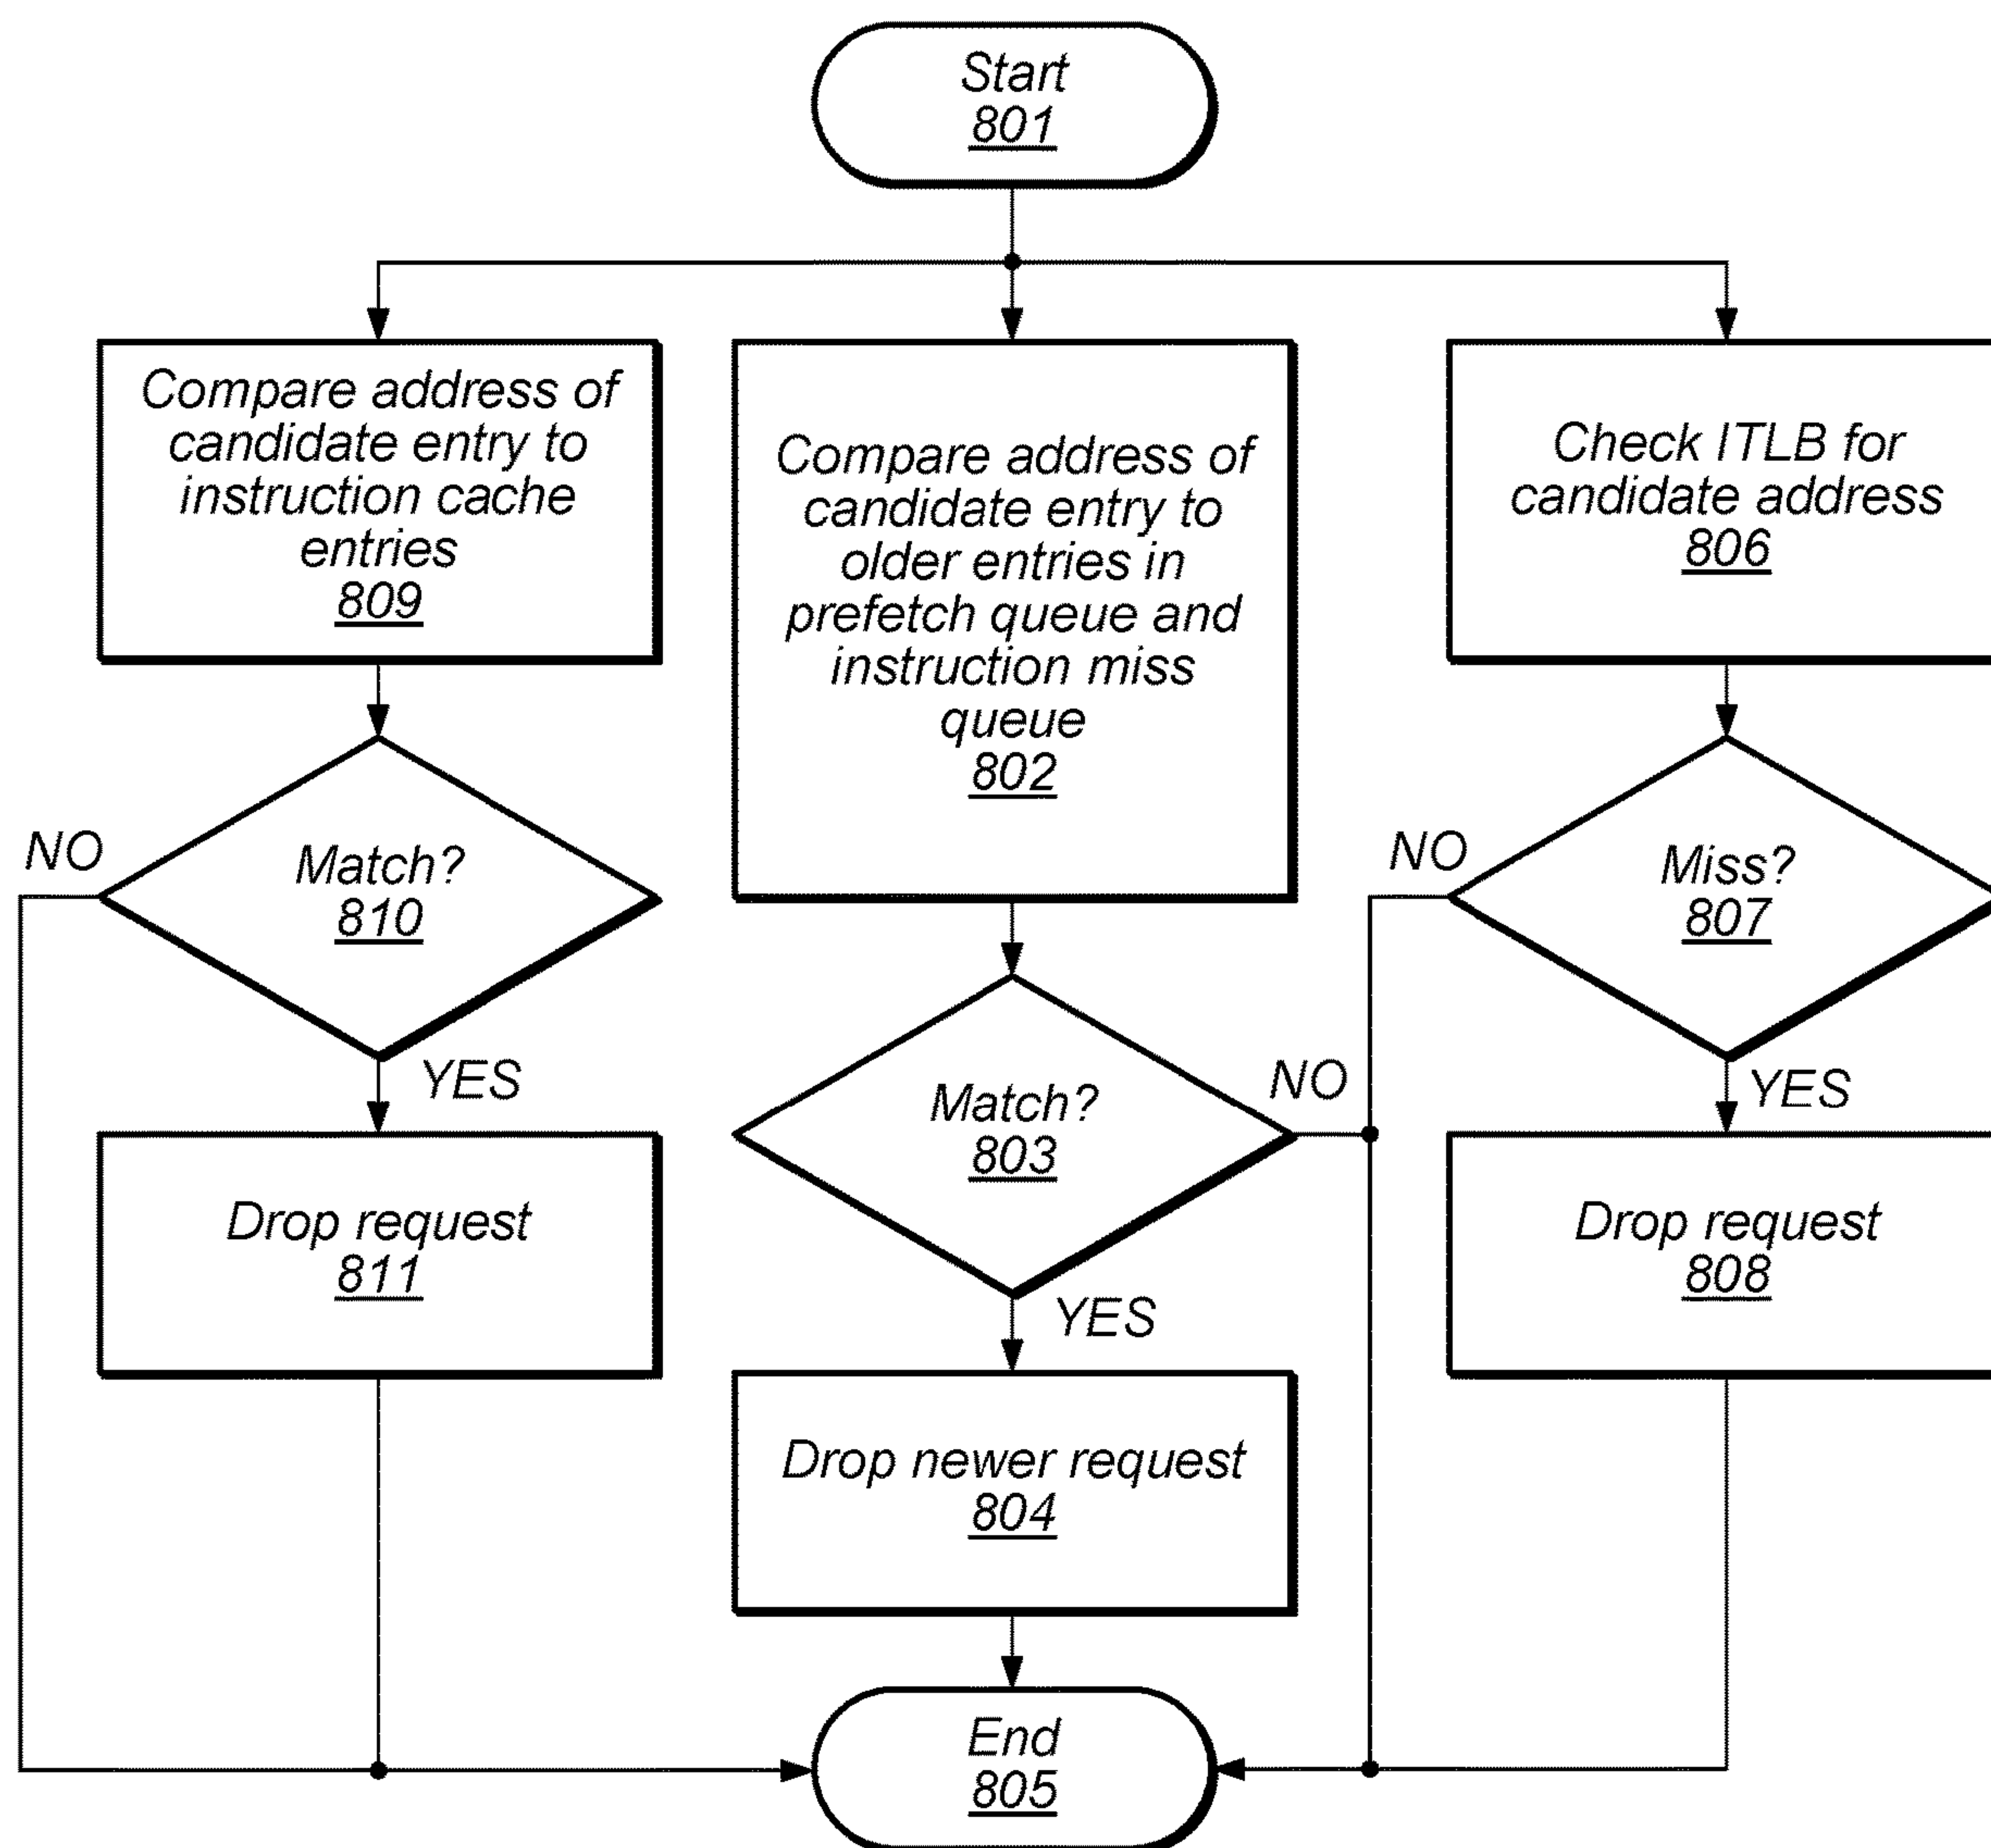 Start
801
Compare address of
candidate entry to
instruction cache
entries
809
Compare address of
candidate entry to
older entries in
prefetch queue and
instruction miss
queue
802
Check ITLB for
candidate address
806
NO
Match?
810
YES
NO
Miss?
807
YES
Match?
803
NO
YES
Drop request
811
Drop request
808
Drop newer request
804
End
805